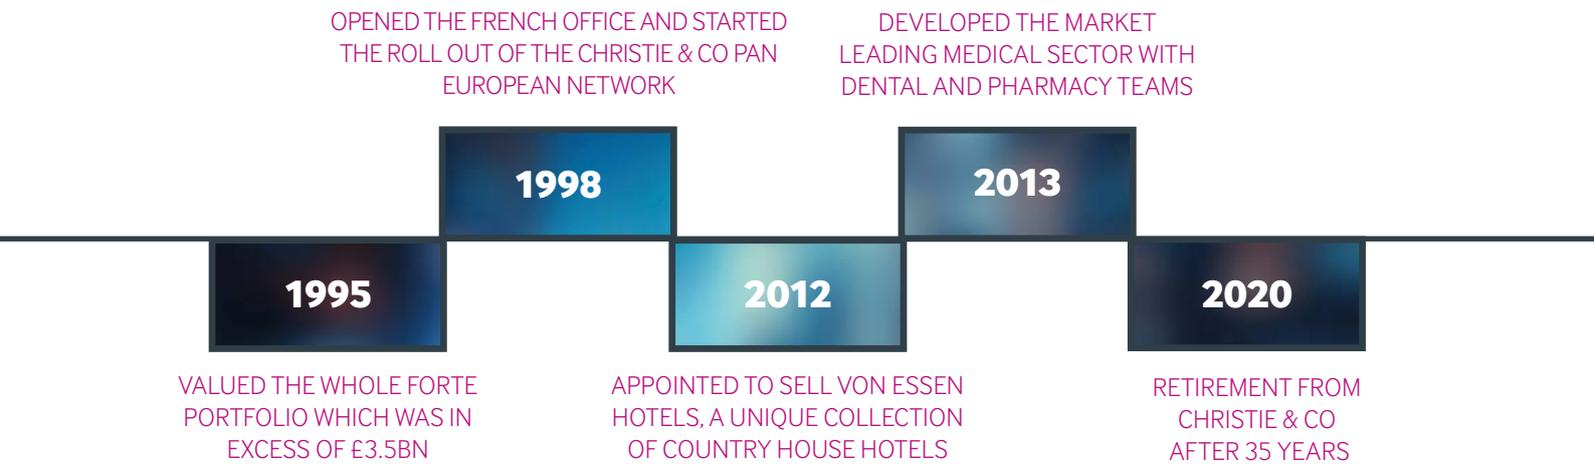 OPENED THE FRENCH OFFICE AND STARTED
THE ROLL OUT OF THE CHRISTIE & CO PAN
EUROPEAN NETWORK
DEVELOPED THE MARKET
LEADING MEDICAL SECTOR WITH
DENTAL AND PHARMACY TEAMS
1998
2013
1995
2012
2020
VALUED THE WHOLE FORTE
PORTFOLIO WHICH WAS IN
EXCESS OF £3.5BN
APPOINTED TO SELL VON ESSEN
HOTELS, A UNIQUE COLLECTION
OF COUNTRY HOUSE HOTELS
RETIREMENT FROM
CHRISTIE & CO
AFTER 35 YEARS